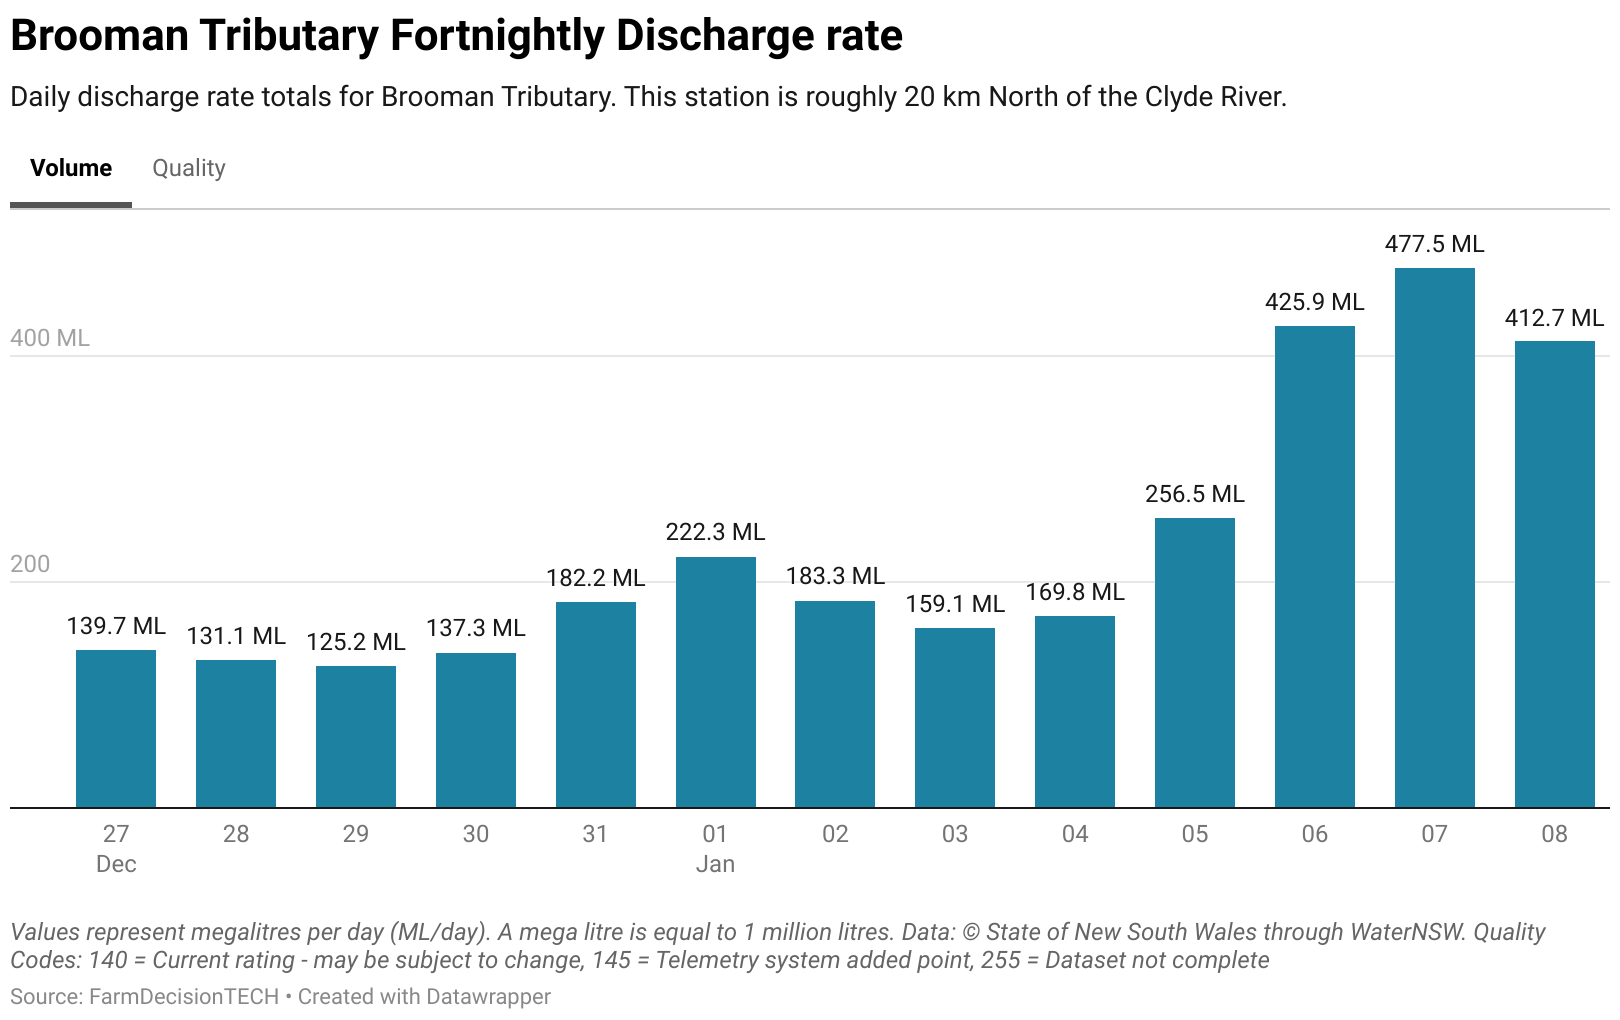 Brooman Tributary Fortnightly Discharge rate
Daily discharge rate totals for Brooman Tributary. This station is roughly 20 km North of the Clyde River.
Volume Quality
477.5 ML
425.9 ML
412.7 ML
400 ML
256.5 ML
222.3 ML
200
182.2 ML
183.3 ML
169.8 ML
159.1 ML
139.7 ML
131.1 ML
125.2 ML
137.3 ML
27 28 29 30 31 01 02 03 04 05 06 07 08
Dec Jan
Values represent megalitres per day (ML/day). A mega litre is equal to 1 million litres. Data: © State of New South Wales through WaterNSW. Quality
Codes: 140 = Current rating - may be subject to change, 145 = Telemetry system added point, 255 = Dataset not complete
Source: FarmDecisionTECH • Created with Datawrapper